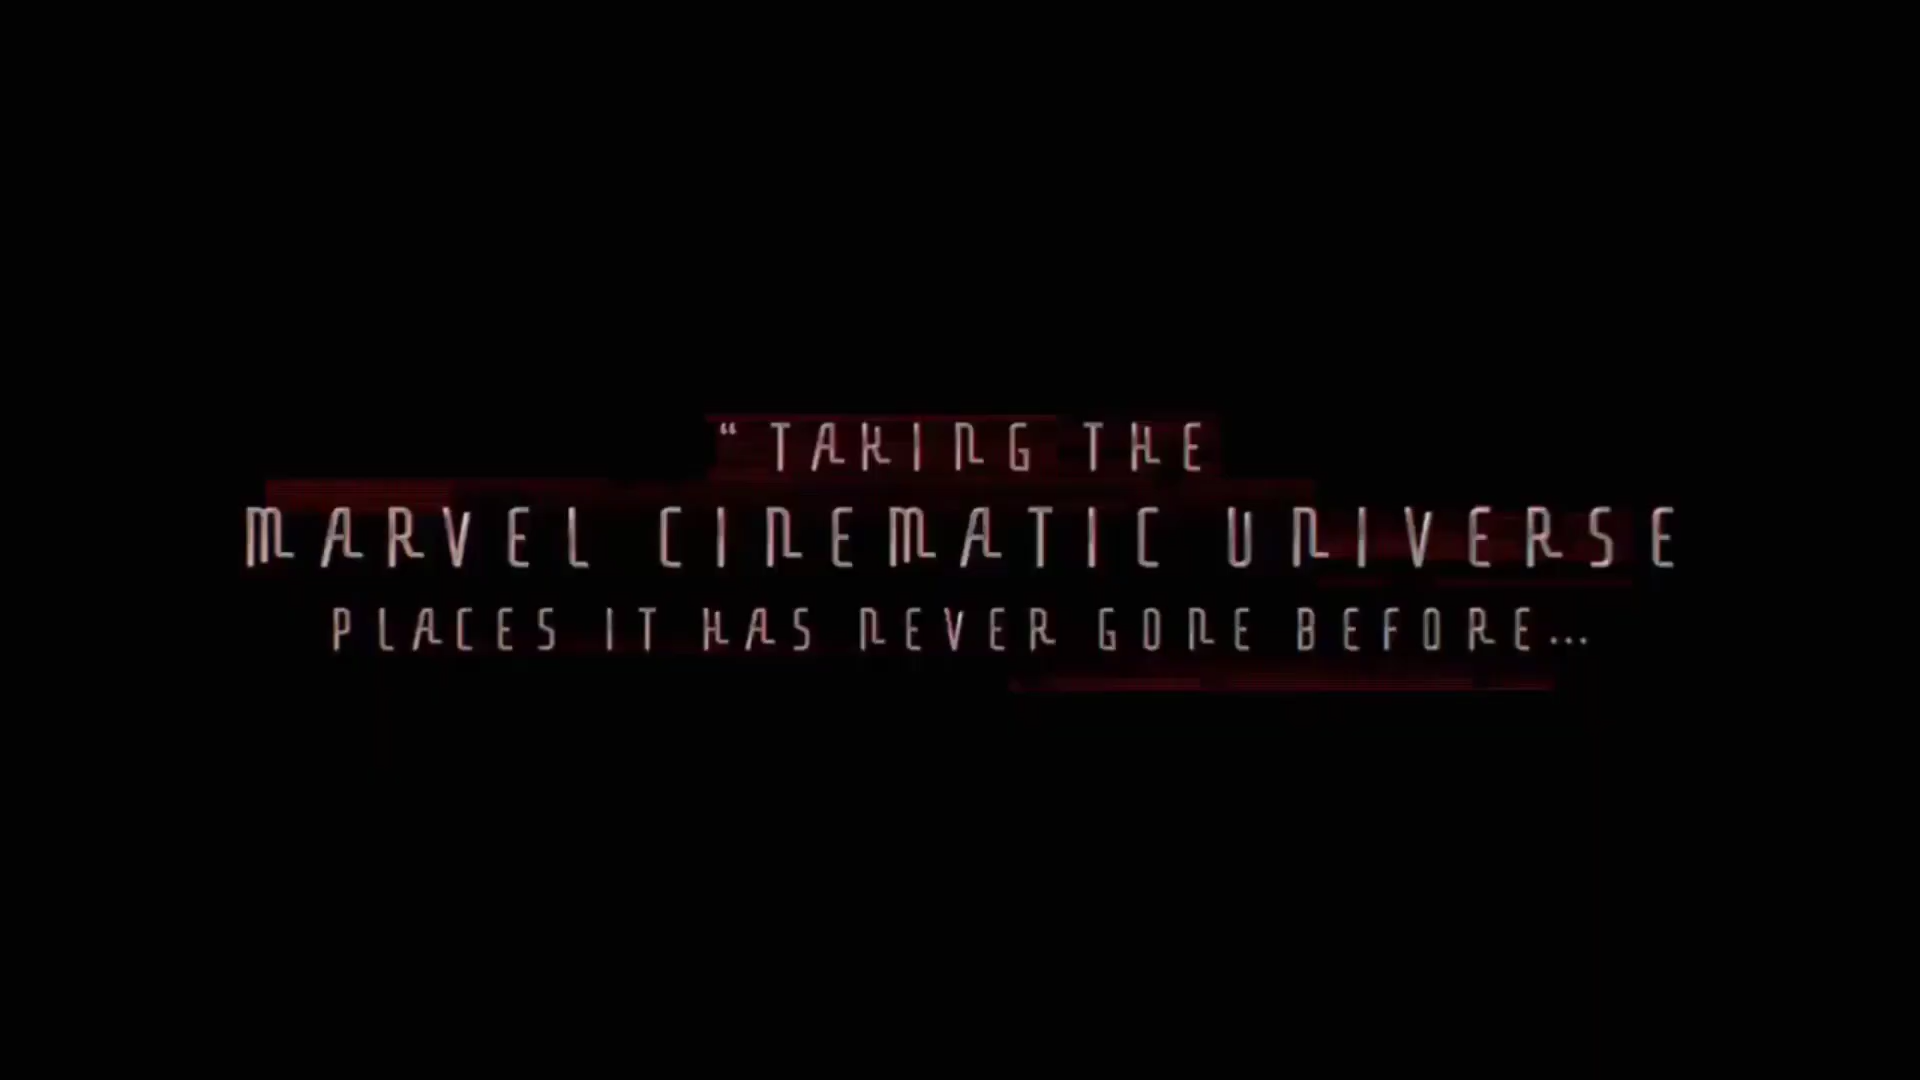 “TAKING THE
MARVEL CINEMATIC UNIVERSE
PLACES IT HAS NEVER GONE BEFORE...